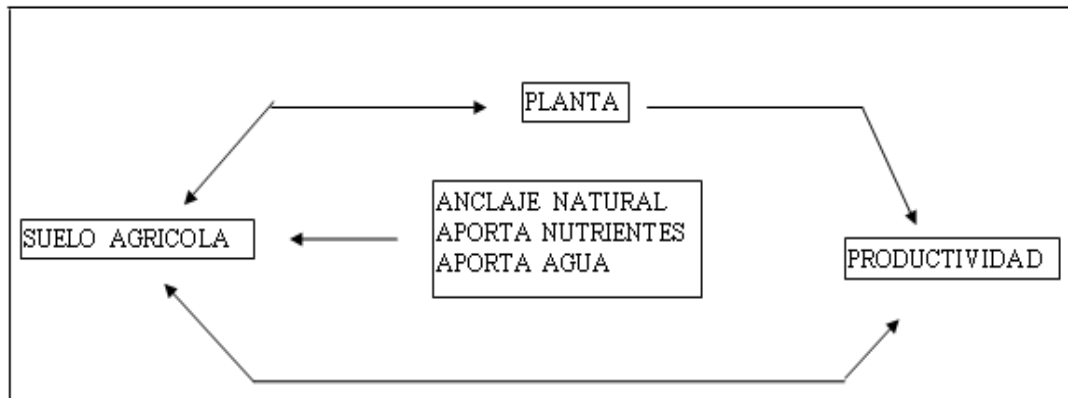 PLANTA
ANCLAJE NATURAL
APORTA NUTRIENTES
APORTA AGUA
SUELO AGRICOLA
PRODUCTIVIDAD